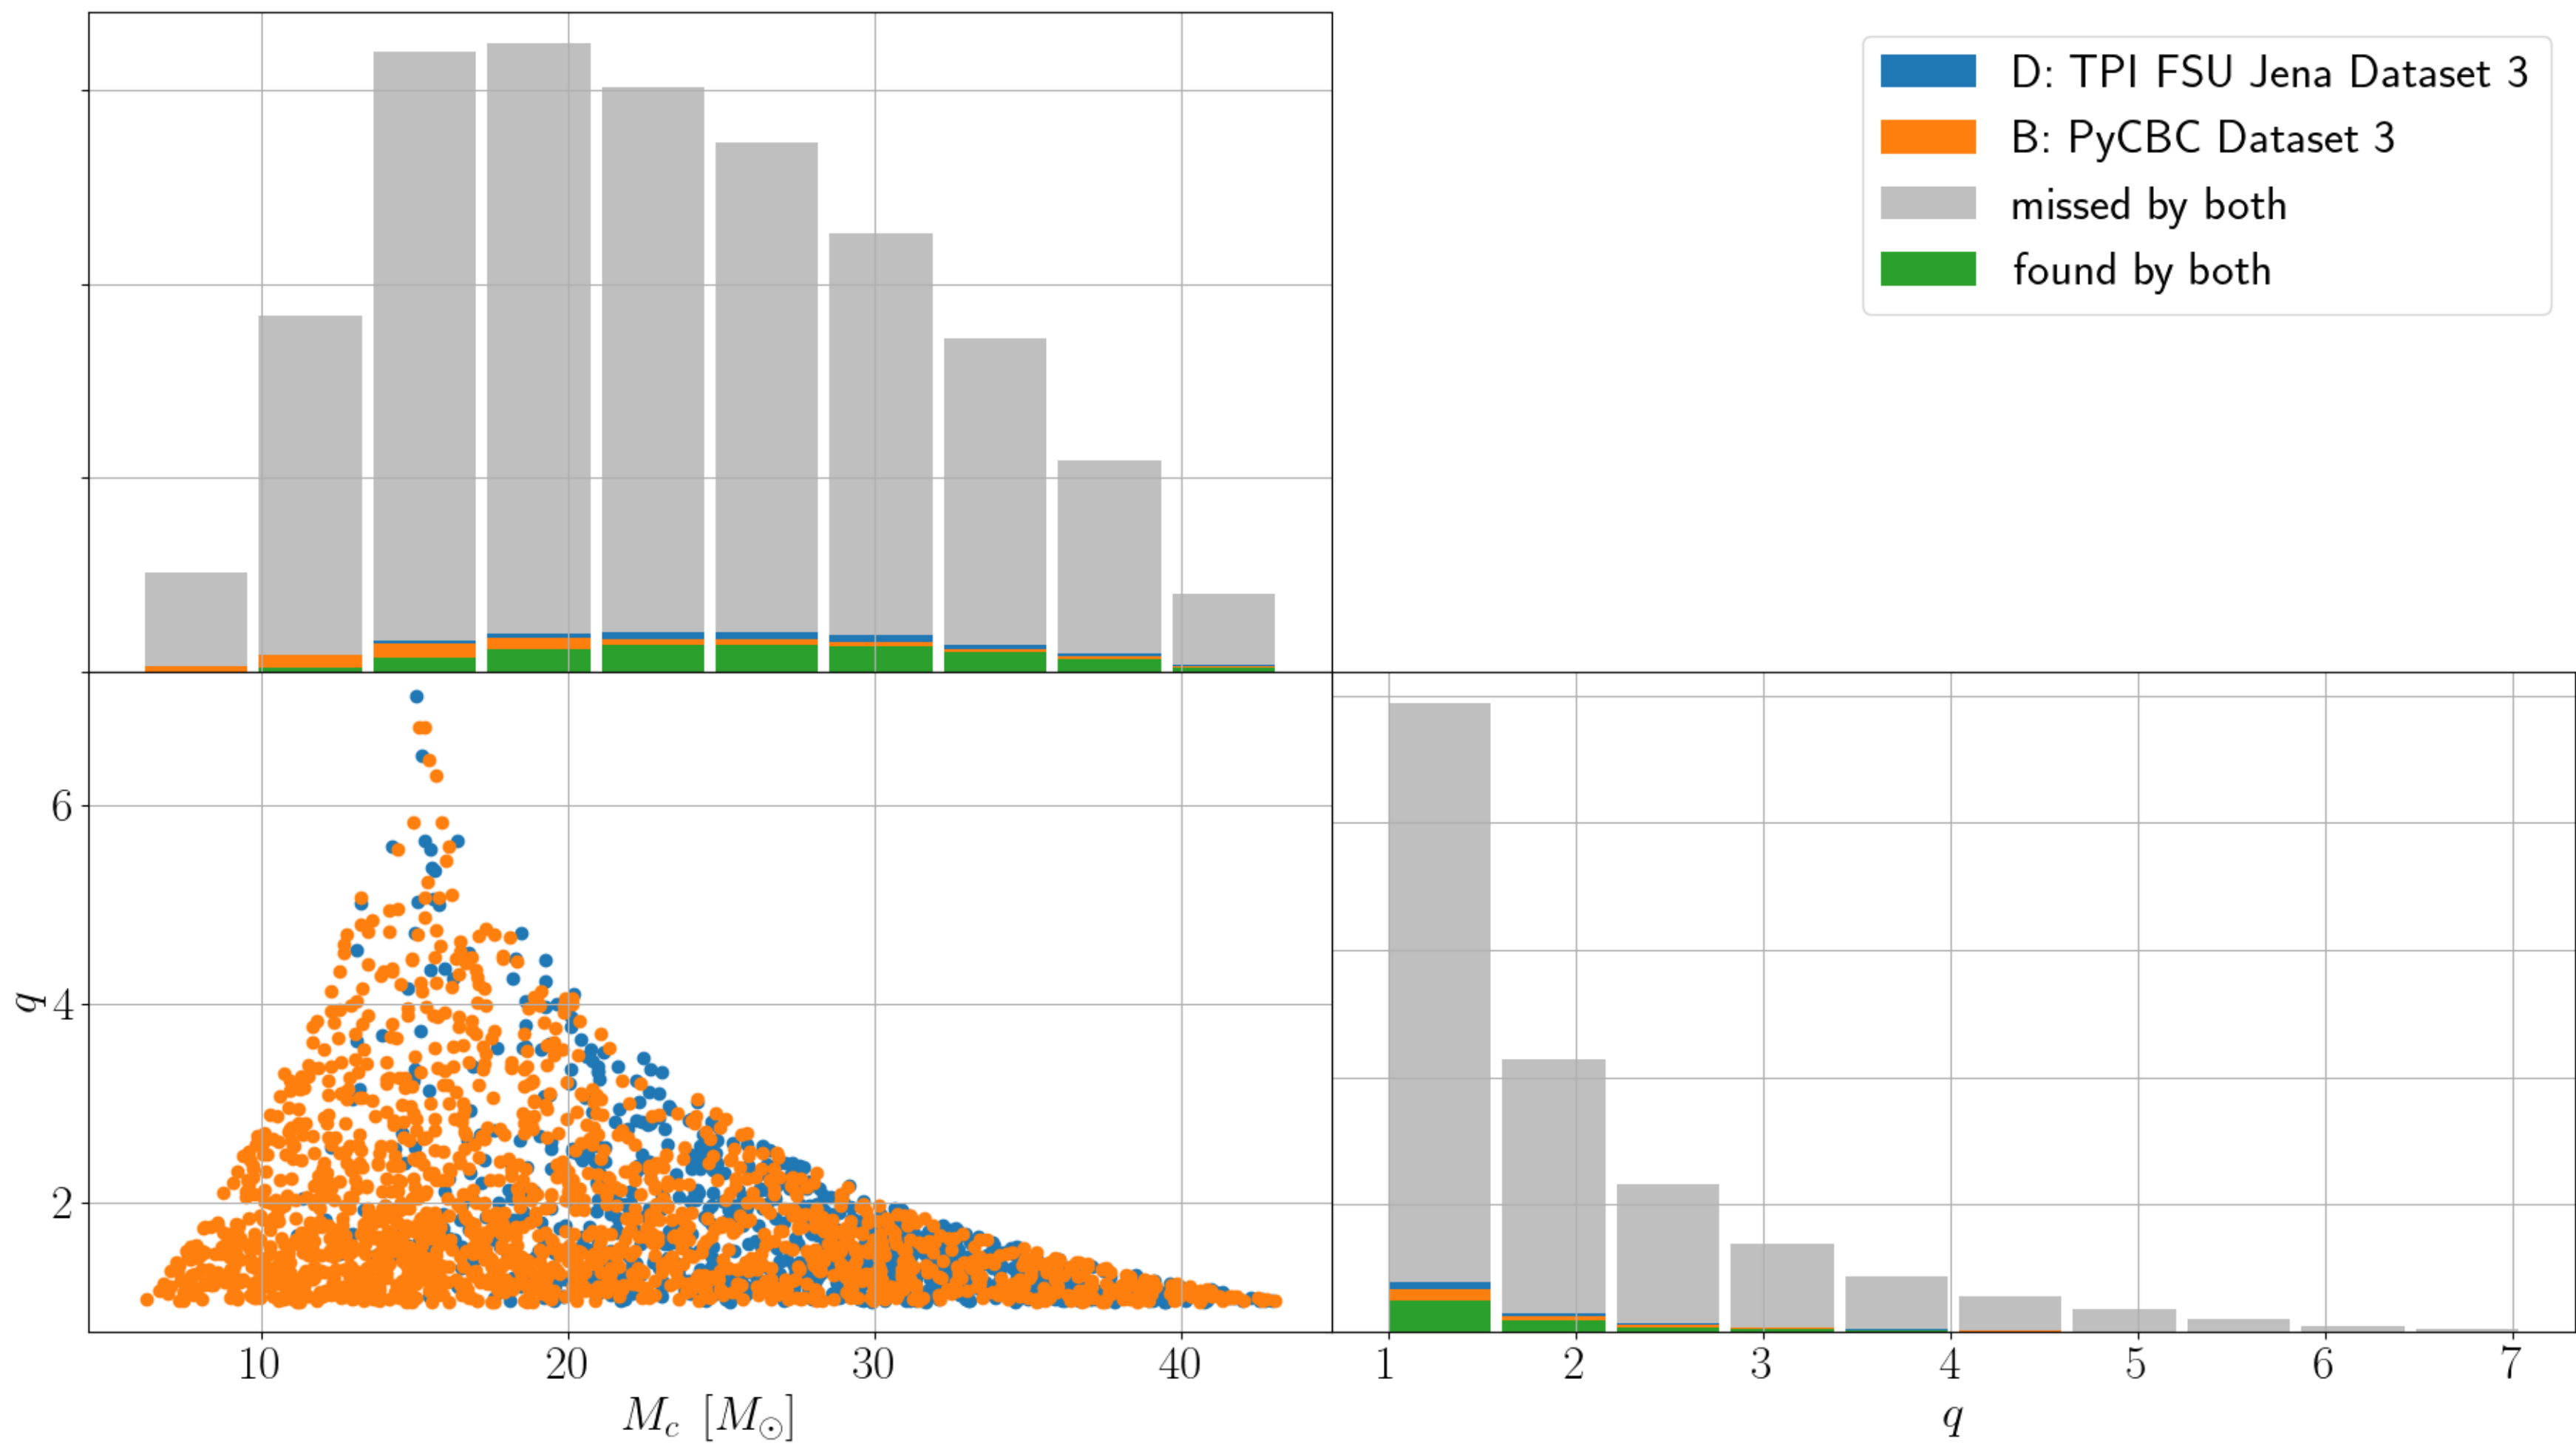 D: TPI FSU Jena Dataset 3
B: PyCBC Dataset 3
missed by both
found by both
6
4
2
q
10 20 30 40
M_c [M_⊙]
1 2 3 4 5 6 7
q